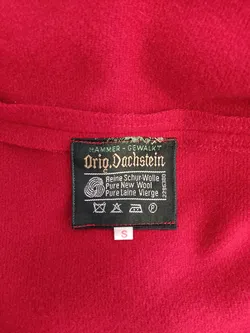 HAMMER-GEWALKT
Orig. Dachstein
Reine Schur-Wolle
Pure New Wool
Pure Laine Vierge
S